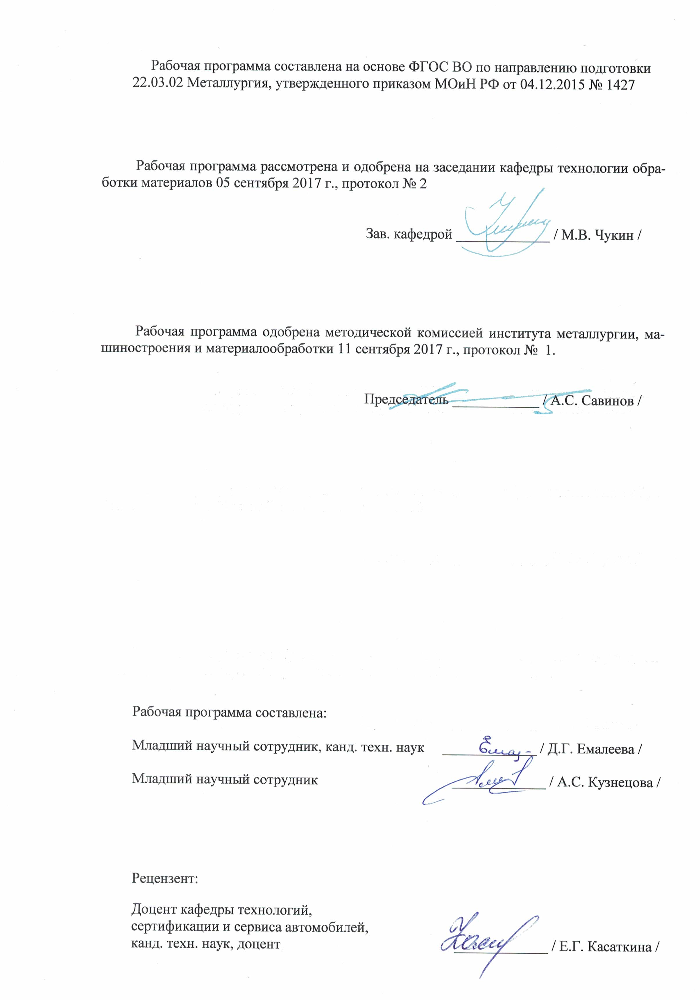 Рабочая программа составлена на основе ФГОС ВО по направлению подготовки
22.03.02 Металлургия, утвержденного приказом МОиН РФ от 04.12.2015 № 1427
Рабочая программа рассмотрена и одобрена на заседании кафедры технологии обра-
ботки материалов 05 сентября 2017 г., протокол № 2
Зав. кафедрой _____________ / М.В. Чукин /
Рабочая программа одобрена методической комиссией института металлургии, ма-
шиностроения и материалообработки 11 сентября 2017 г., протокол № 1.
Председатель ____________ / А.С. Савинов /
Рабочая программа составлена:
Младший научный сотрудник, канд. техн. наук _____________ / Д.Г. Емалеева /
Младший научный сотрудник _____________ / А.С. Кузнецова /
Рецензент:
Доцент кафедры технологий,
сертификации и сервиса автомобилей,
канд. техн. наук, доцент _____________ / Е.Г. Касаткина /